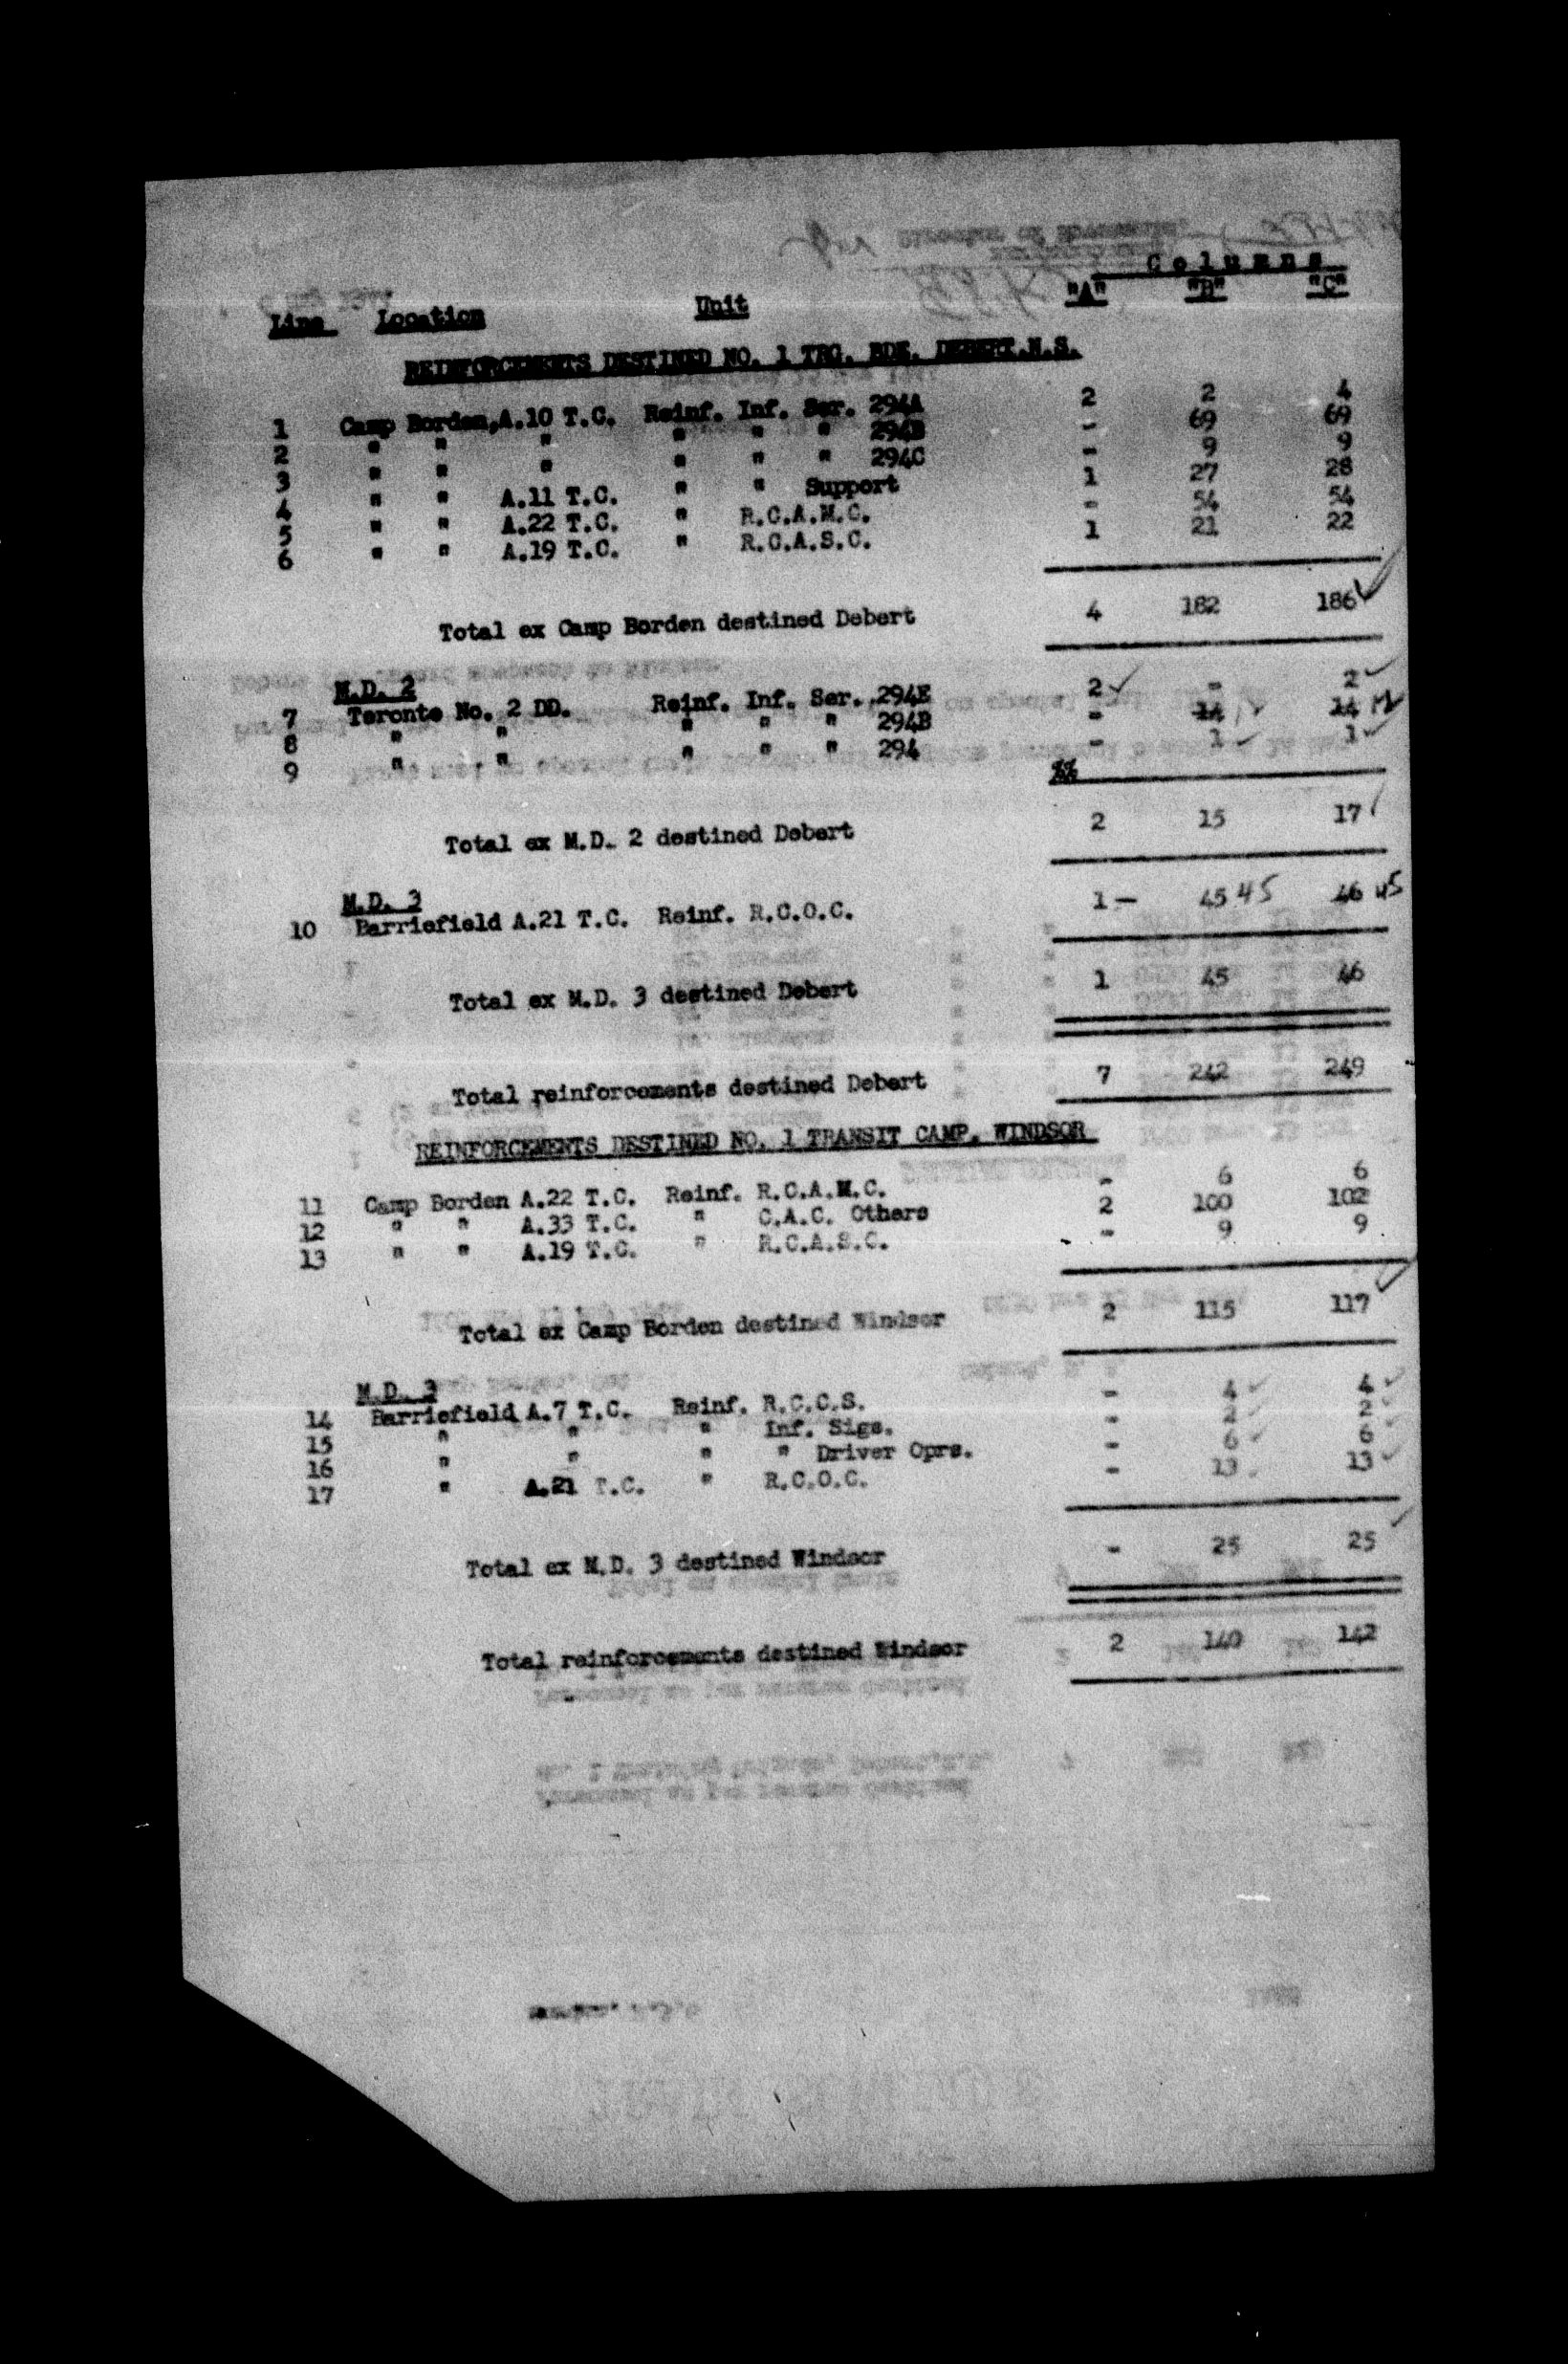 Columns
Line Location Unit "A" "B" "C"
REINFORCEMENTS DESTINED NO. 1 TRG. BDE. DEBERT.N.S.
1 Camp Borden,A.10 T.C. Reinf. Inf. Ser. 294A 2 2 4
2 " " " " " " 294B - 69 69
3 " " " " " " 294C - 9 9
4 " " A.11 T.C. " " Support 1 27 28
5 " " A.22 T.C. " R.C.A.M.C. - 54 54
6 " " A.19 T.C. " R.C.A.S.C. 1 21 22
Total ex Camp Borden destined Debert 4 182 186
M.D. 2
7 Toronto No. 2 DD. Reinf. Inf. Ser. 294E 2 - 2
8 " " " " " 294B - 14 14
9 " " " " " 294 - 1 1
Total ex M.D. 2 destined Debert 2 15 17
M.D. 3
10 Barriefield A.21 T.C. Reinf. R.C.O.C. 1 - 45 45 46 45
Total ex M.D. 3 destined Debert 1 45 46
Total reinforcements destined Debert 7 242 249
REINFORCEMENTS DESTINED NO. 1 TRANSIT CAMP. WINDSOR
11 Camp Borden A.22 T.C. Reinf. R.C.A.M.C. - 6 6
12 " " A.33 T.C. " C.A.C. Others 2 100 102
13 " " A.19 T.C. " R.C.A.S.C. - 9 9
Total ex Camp Borden destined Windsor 2 115 117
M.D. 3
14 Barriefield A.7 T.C. Reinf. R.C.C.S. - 4 4
15 " " " Inf. Sigs. - 2 2
16 " " " " Driver Oprs. - 6 6
17 " A.21 T.C. " R.C.O.C. - 13 13
Total ex M.D. 3 destined Windsor - 25 25
Total reinforcements destined Windsor 2 140 142